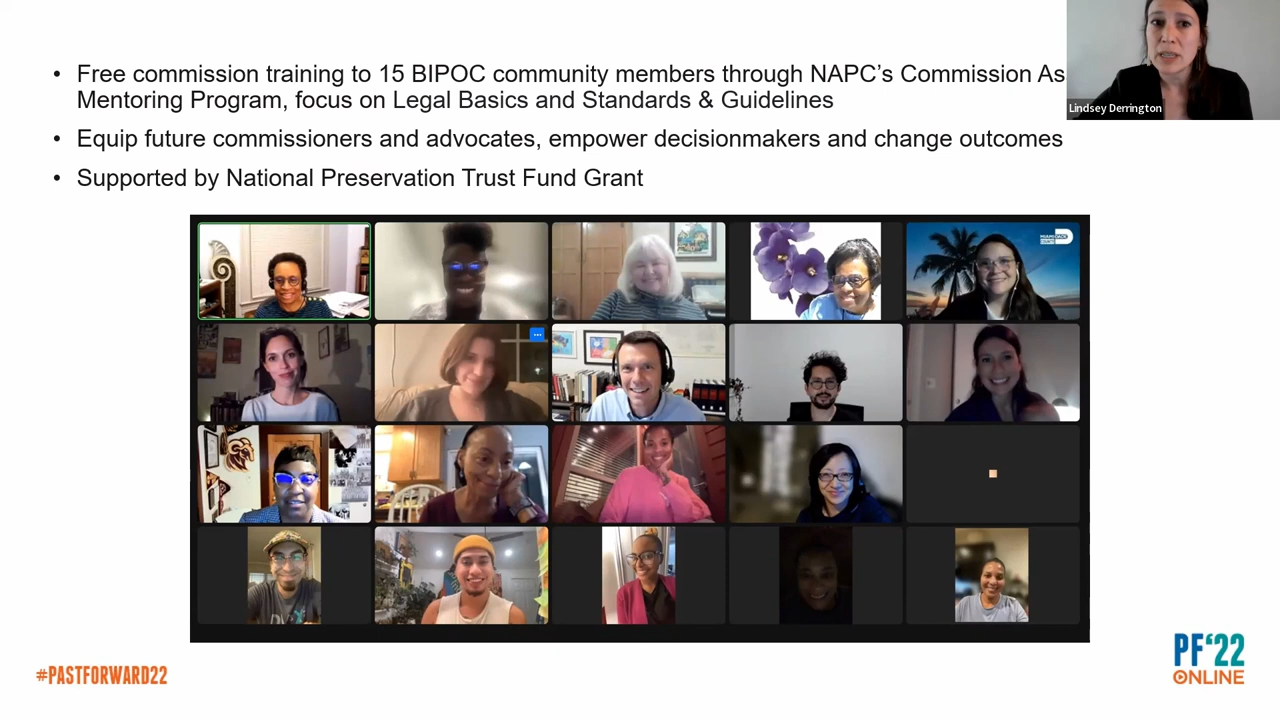 • Free commission training to 15 BIPOC community members through NAPC’s Commission As
Lindsey Derrington
Mentoring Program, focus on Legal Basics and Standards & Guidelines
• Equip future commissioners and advocates, empower decisionmakers and change outcomes
• Supported by National Preservation Trust Fund Grant
#PASTFORWARD22
PF‘22
ONLINE